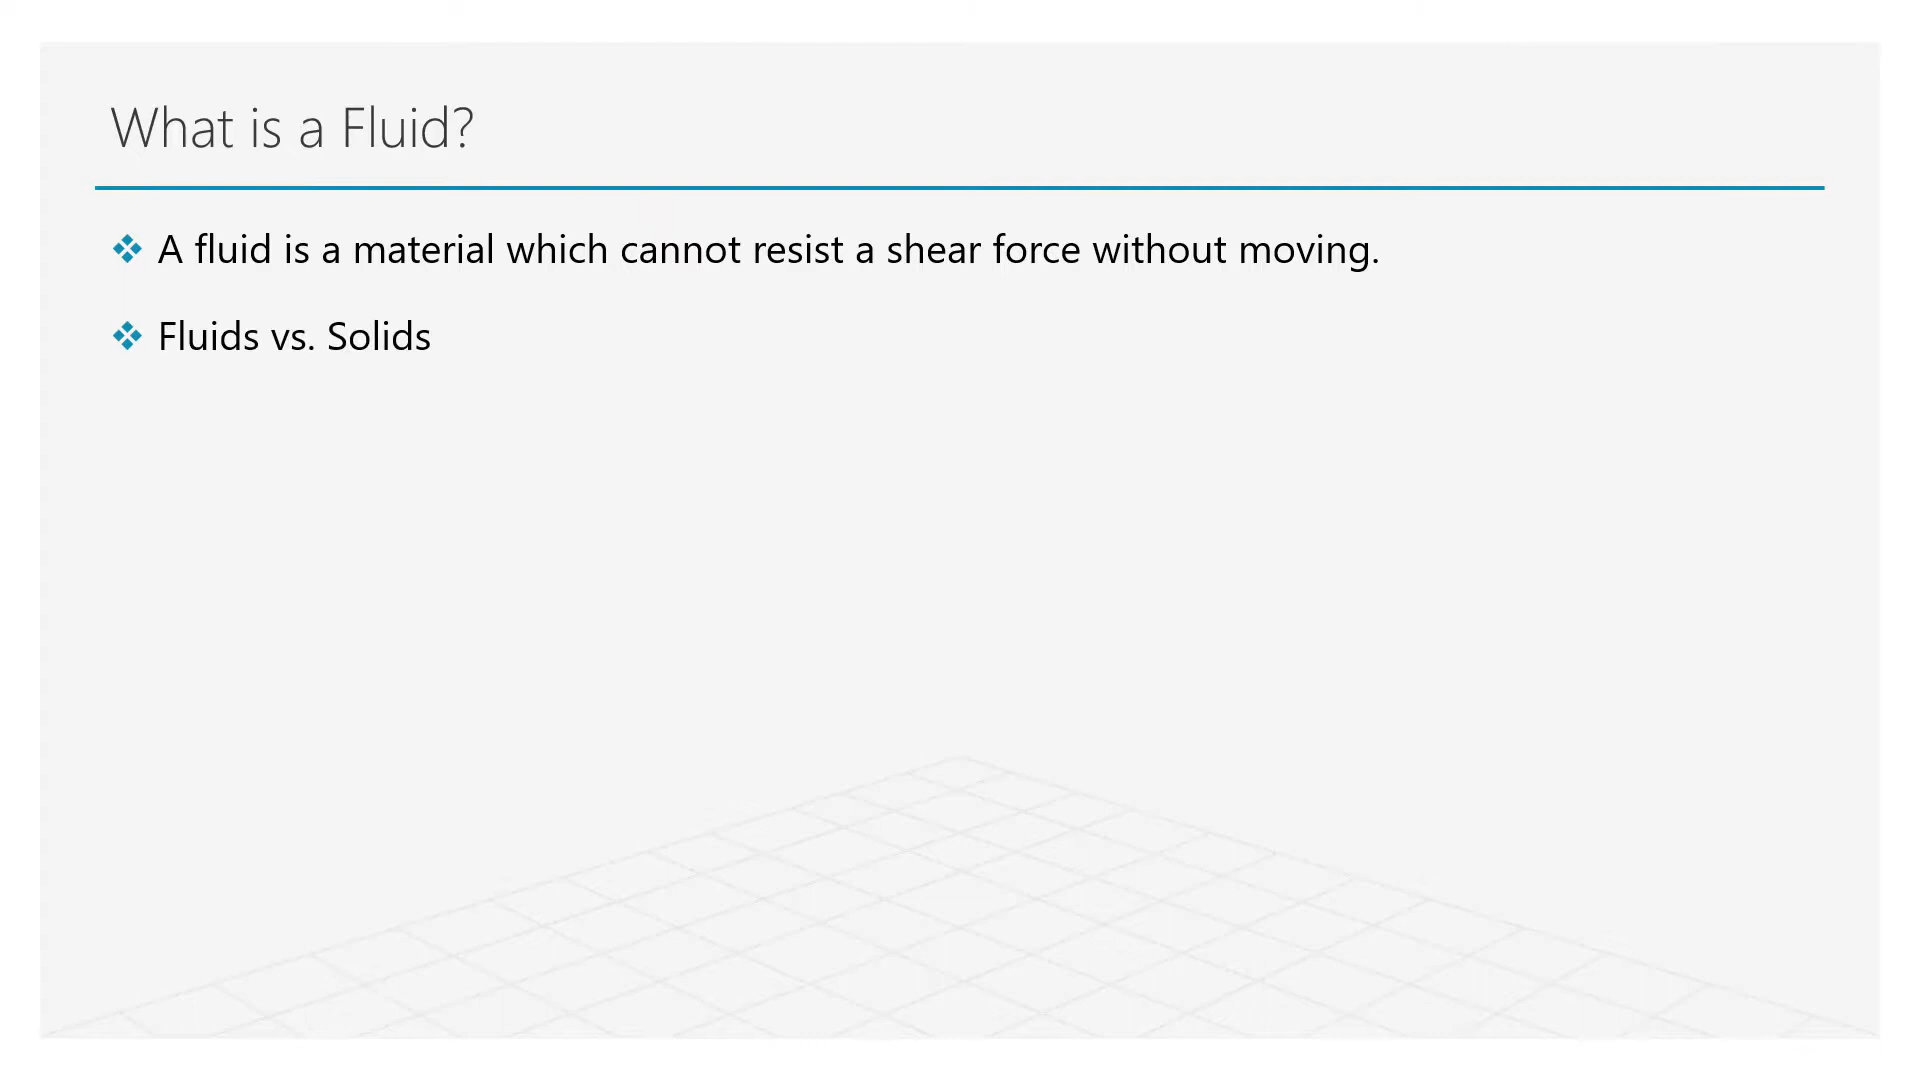 What is a Fluid?
A fluid is a material which cannot resist a shear force without moving.
Fluids vs. Solids